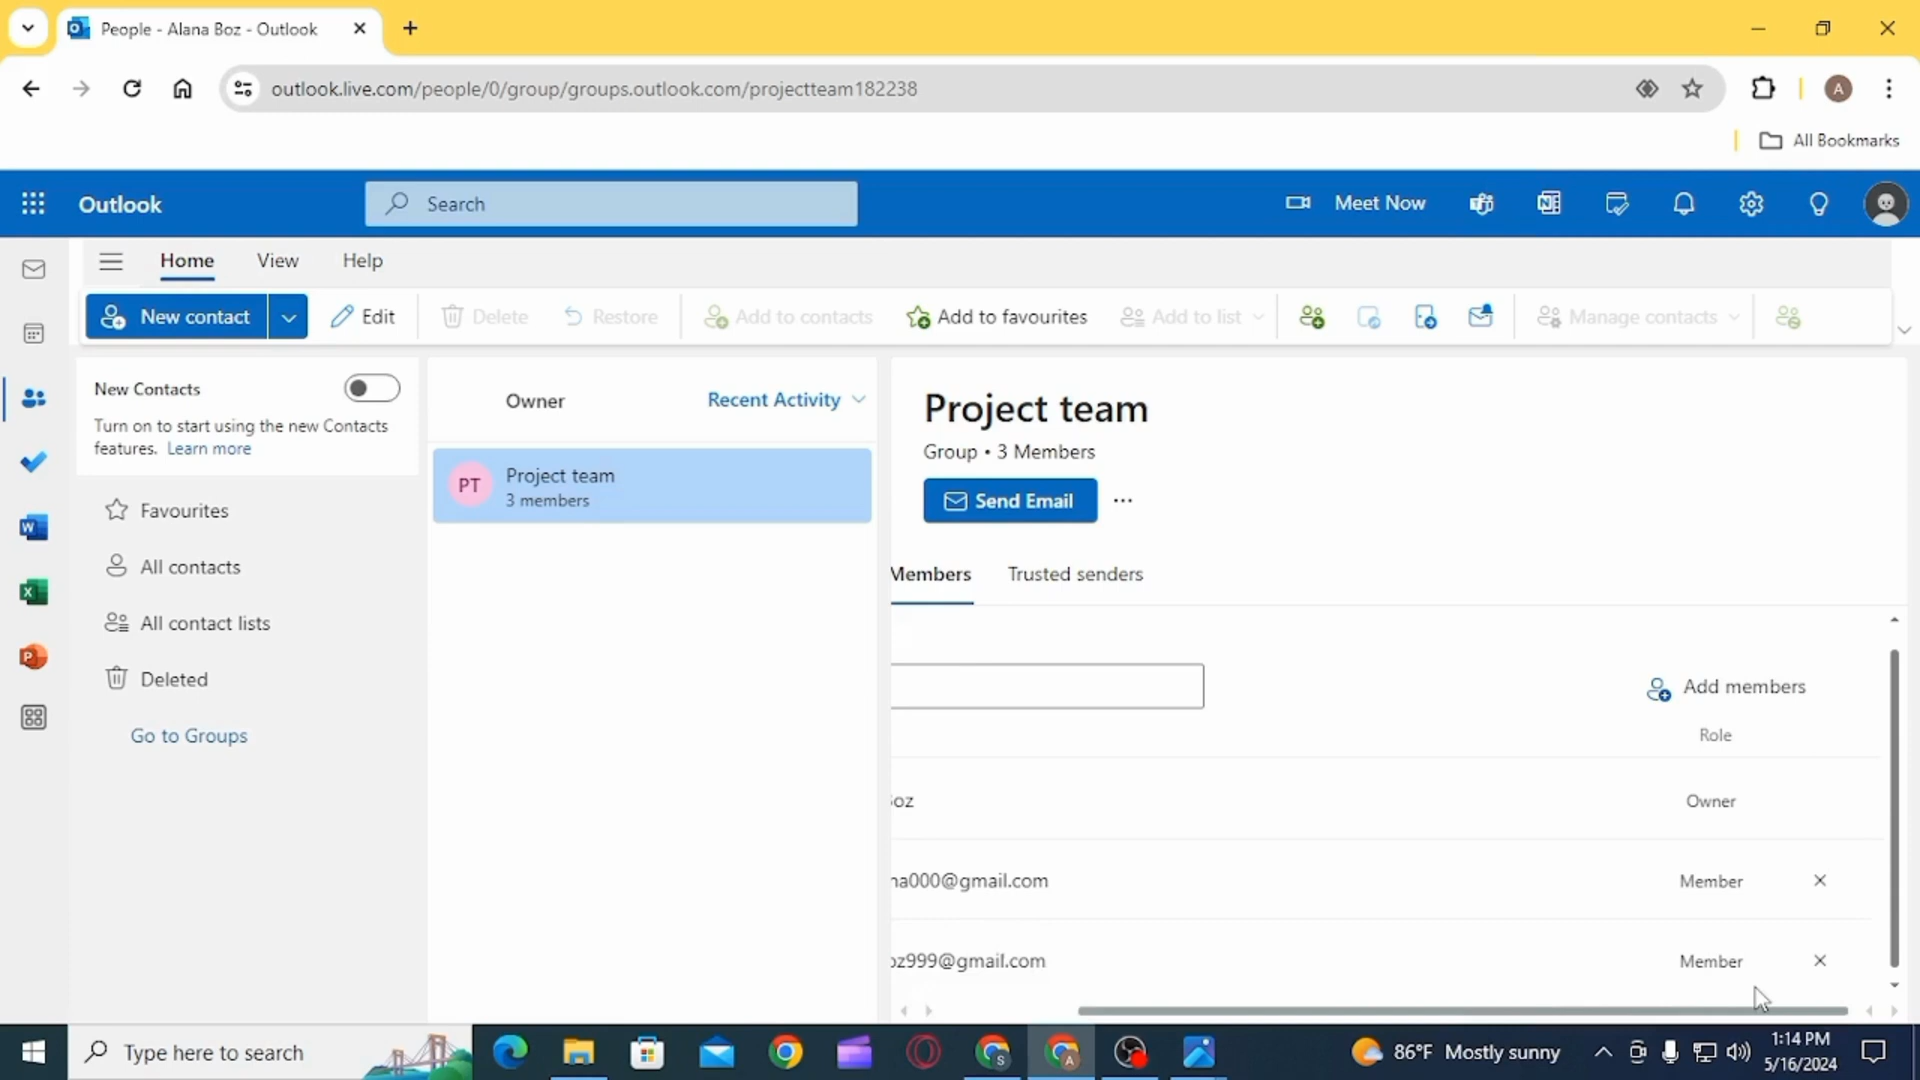 People - Alana Boz - Outlook
outlook.live.com/people/0/group/groups.outlook.com/projectteam182238
A
All Bookmarks
Outlook
Search
Meet Now
Home View Help
New contact Edit Delete Restore Add to contacts Add to favourites Add to list Manage contacts
New Contacts
Turn on to start using the new Contacts
features. Learn more
Favourites
All contacts
All contact lists
Deleted
Go to Groups
Owner Recent Activity
PT
Project team
3 members
Project team
Group • 3 Members
Send Email
Members Trusted senders
Add members
Role
oz Owner
na000@gmail.com Member
oz999@gmail.com Member
Type here to search
86°F Mostly sunny
1:14 PM
5/16/2024